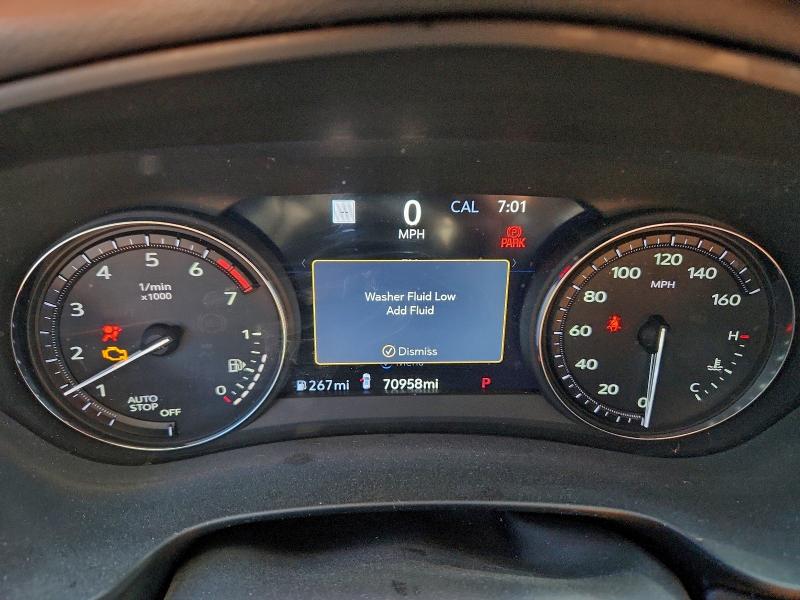 0
MPH
CAL
7:01
PARK
Washer Fluid Low
Add Fluid
Dismiss
Menu
267mi
70958mi
P
1
2
3
4
5
6
7
1/min
x1000
AUTO
STOP
OFF
1
0
0
20
40
60
80
100
120
140
160
MPH
H
C